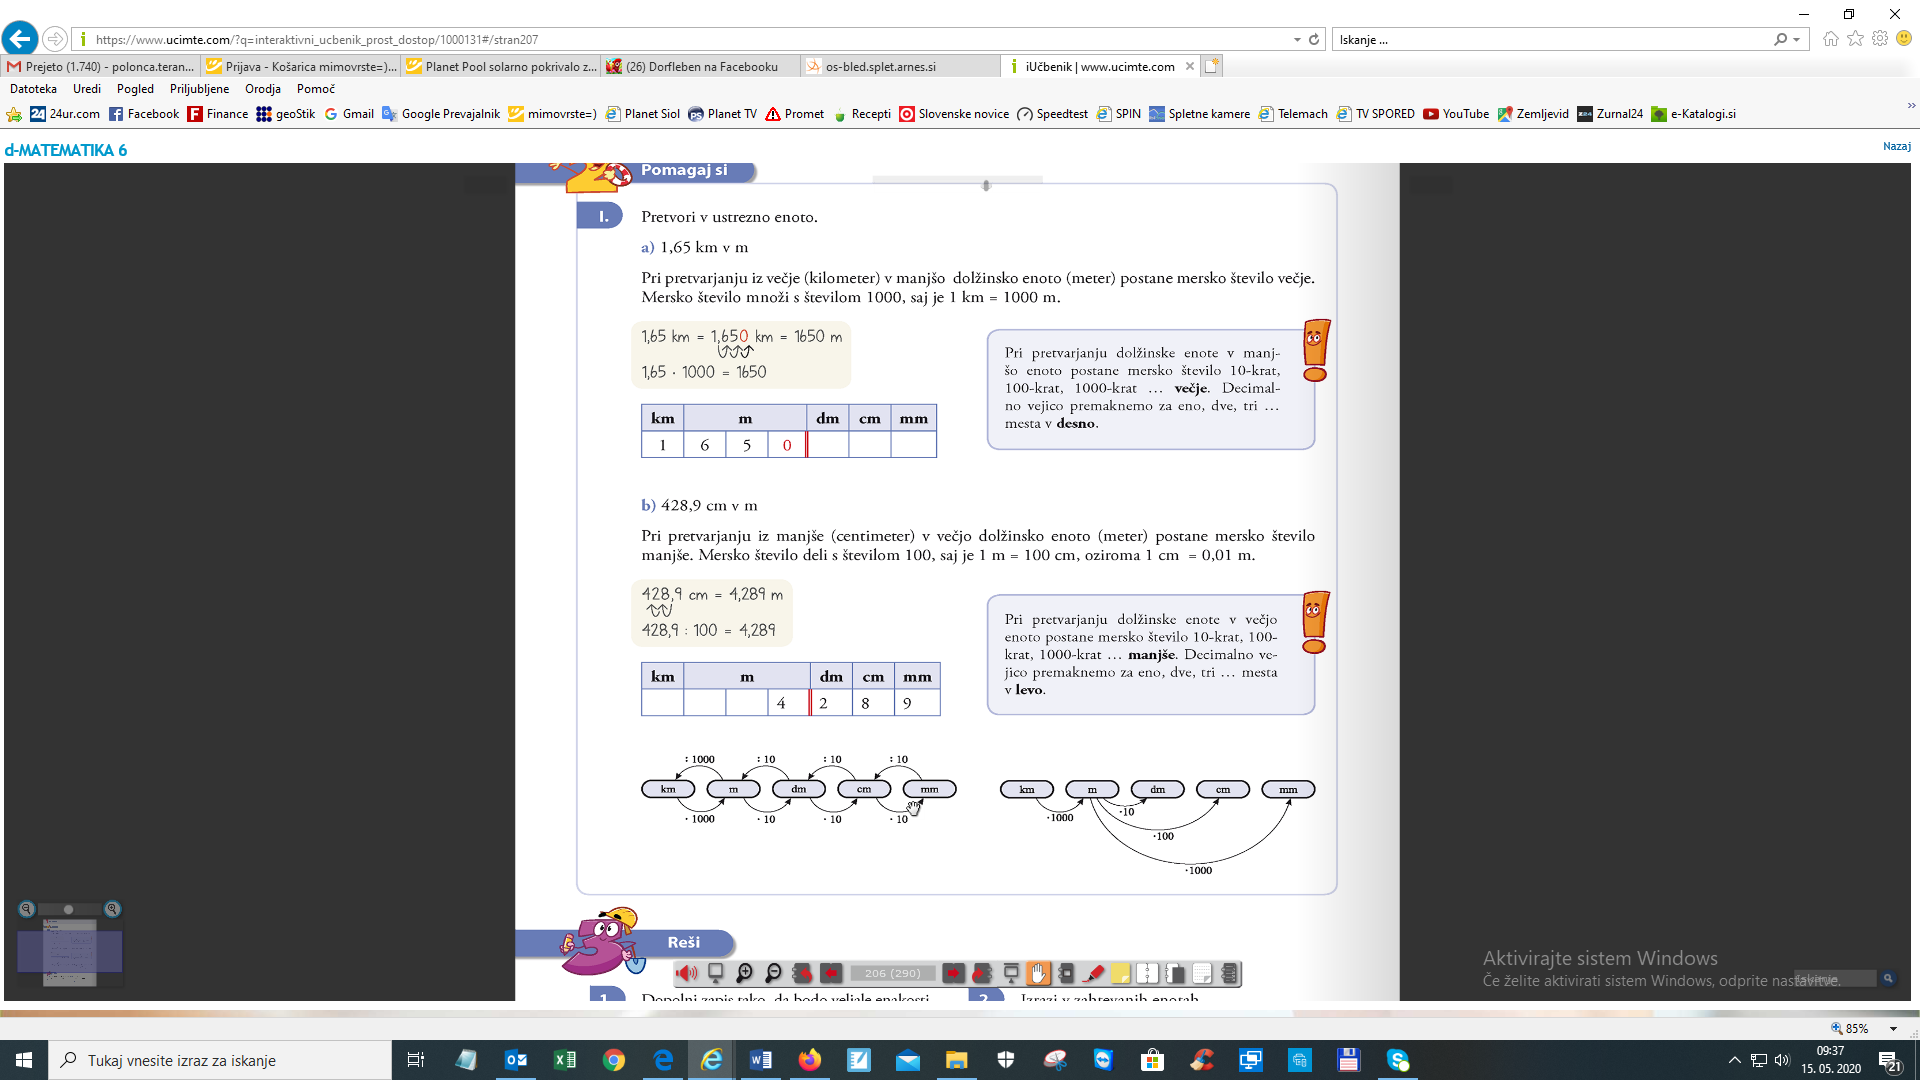 https://www.ucimte.com/?q=interaktivni_ucbenik_prost_dostop/1000131#/stran207
Iskanje ...
Prejeto (1.740) - polonca.teran...
Prijava - Košarica mimovrste=)...
Planet Pool solarno pokrivalo z...
(26) Dorfleben na Facebooku
os-bled.splet.arnes.si
iUčbenik | www.ucimte.com
Datoteka Uredi Pogled Priljubljene Orodja Pomoč
24ur.com Facebook Finance geoStik Gmail Google Prevajalnik mimovrste=) Planet Siol Planet TV Promet Recepti Slovenske novice Speedtest SPIN Spletne kamere Telemach TV SPORED YouTube Zemljevid Zurnal24 e-Katalogi.si
d-MATEMATIKA 6
Nazaj
Pomagaj si
I. Pretvori v ustrezno enoto.
a) 1,65 km v m
Pri pretvarjanju iz večje (kilometer) v manjšo dolžinsko enoto (meter) postane mersko število večje.
Mersko število množi s številom 1000, saj je 1 km = 1000 m.
1,65 km = 1,650 km = 1650 m
1,65 · 1000 = 1650
km m dm cm mm
1 6 5 0
Pri pretvarjanju dolžinske enote v manj-
šo enoto postane mersko število 10-krat,
100-krat, 1000-krat … večje. Decimal-
no vejico premaknemo za eno, dve, tri …
mesta v desno.
b) 428,9 cm v m
Pri pretvarjanju iz manjše (centimeter) v večjo dolžinsko enoto (meter) postane mersko število
manjše. Mersko število deli s številom 100, saj je 1 m = 100 cm, oziroma 1 cm = 0,01 m.
428,9 cm = 4,289 m
428,9 : 100 = 4,289
km m dm cm mm
4 2 8 9
Pri pretvarjanju dolžinske enote v večjo
enoto postane mersko število 10-krat, 100-
krat, 1000-krat … manjše. Decimalno ve-
jico premaknemo za eno, dve, tri … mesta
v levo.
: 1000 : 10 : 10 : 10
km m dm cm mm
· 1000 · 10 · 10 · 10
km m dm cm mm
·1000 ·10
·100
·1000
Reši
206 (290)
1. Dopolni zapis tako, da bodo veljale enakosti.
2. Izrazi v zahtevanih enotah.
Aktivirajte sistem Windows
Če želite aktivirati sistem Windows, odprite nastavitve.
Iskanje
85%
Tukaj vnesite izraz za iskanje
09:37
15. 05. 2020
21